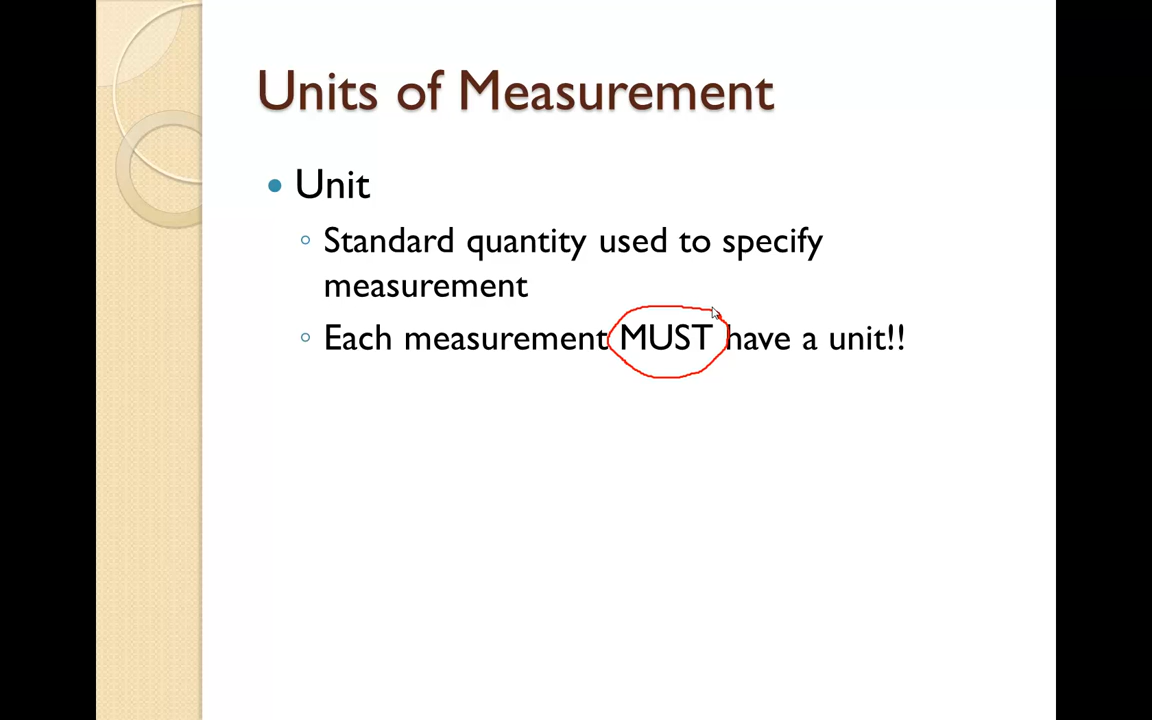 Units of Measurement
Unit
Standard quantity used to specify
measurement
Each measurement MUST have a unit!!